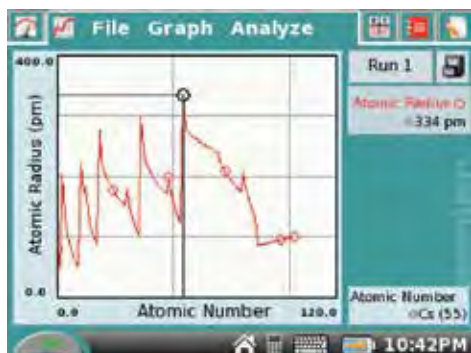 File Graph Analyze
400.0
Run 1
Atomic Radius
334 pm
Atomic Radius (pm)
0.0
0.0 Atomic Number 120.0
Atomic Number
Cs (55)
10:42PM